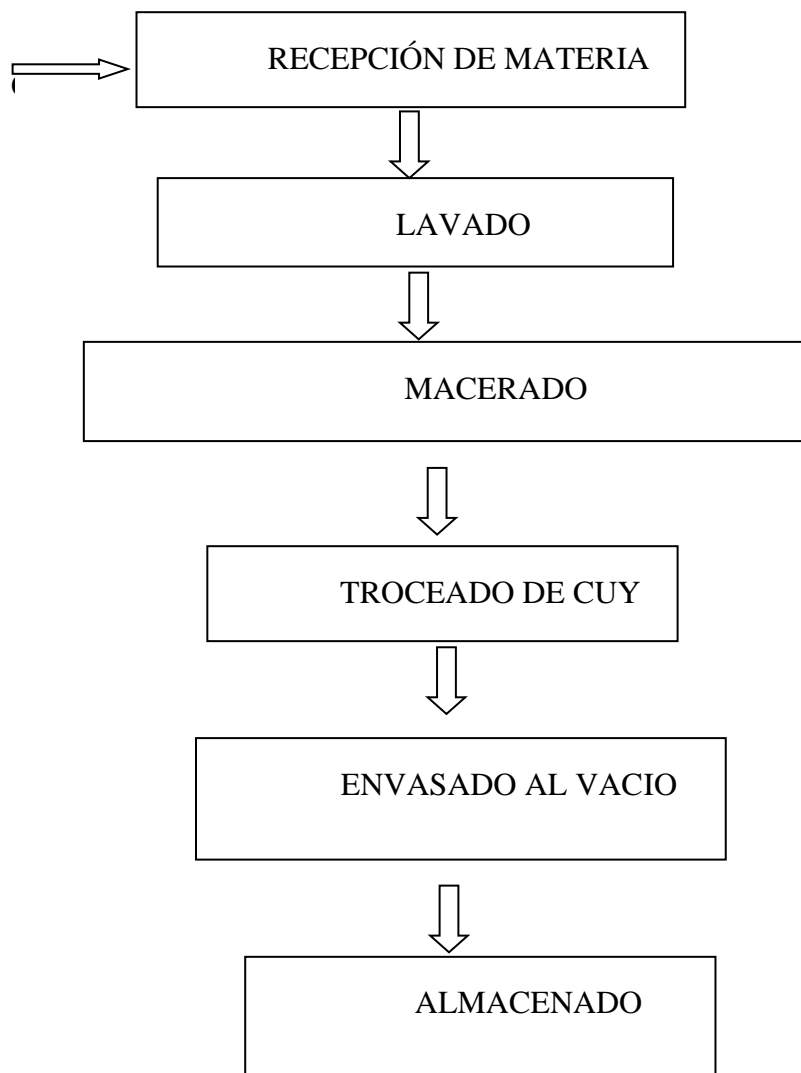 RECEPCIÓN DE MATERIA
LAVADO
MACERADO
TROCEADO DE CUY
ENVASADO AL VACIO
ALMACENADO